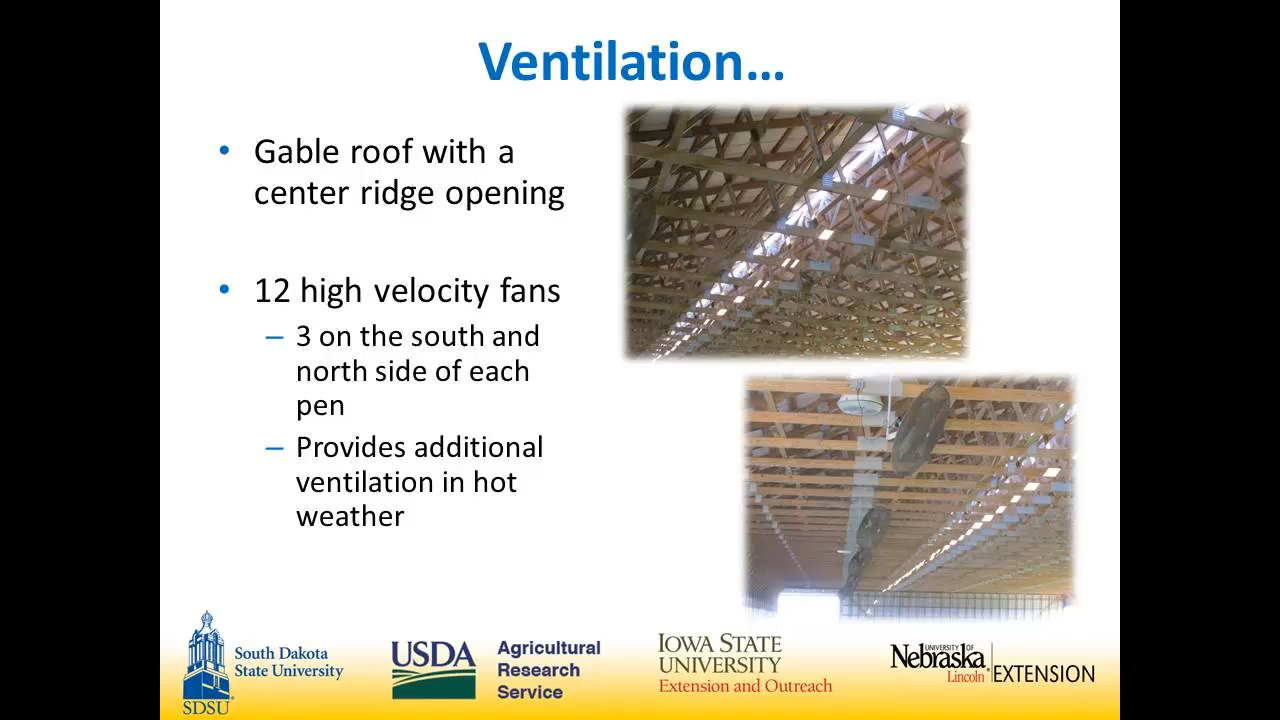 Ventilation…
• Gable roof with a
center ridge opening
• 12 high velocity fans
– 3 on the south and
north side of each
pen
– Provides additional
ventilation in hot
weather
South Dakota
State University
SDSU
USDA
Agricultural
Research
Service
IOWA STATE
UNIVERSITY
Extension and Outreach
UNIVERSITY OF
Nebraska
Lincoln
EXTENSION